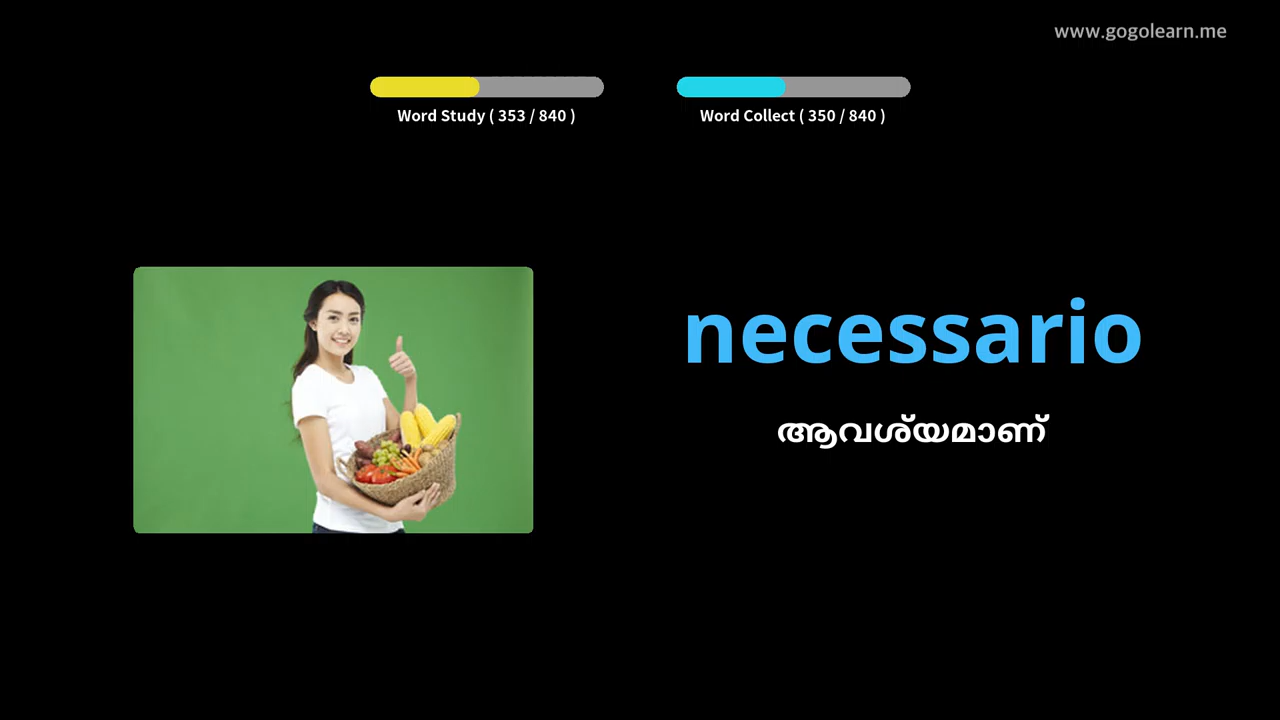 www.gogolearn.me
Word Study ( 353 / 840 )
Word Collect ( 350 / 840 )
necessario
ആവശ്യമാണ്